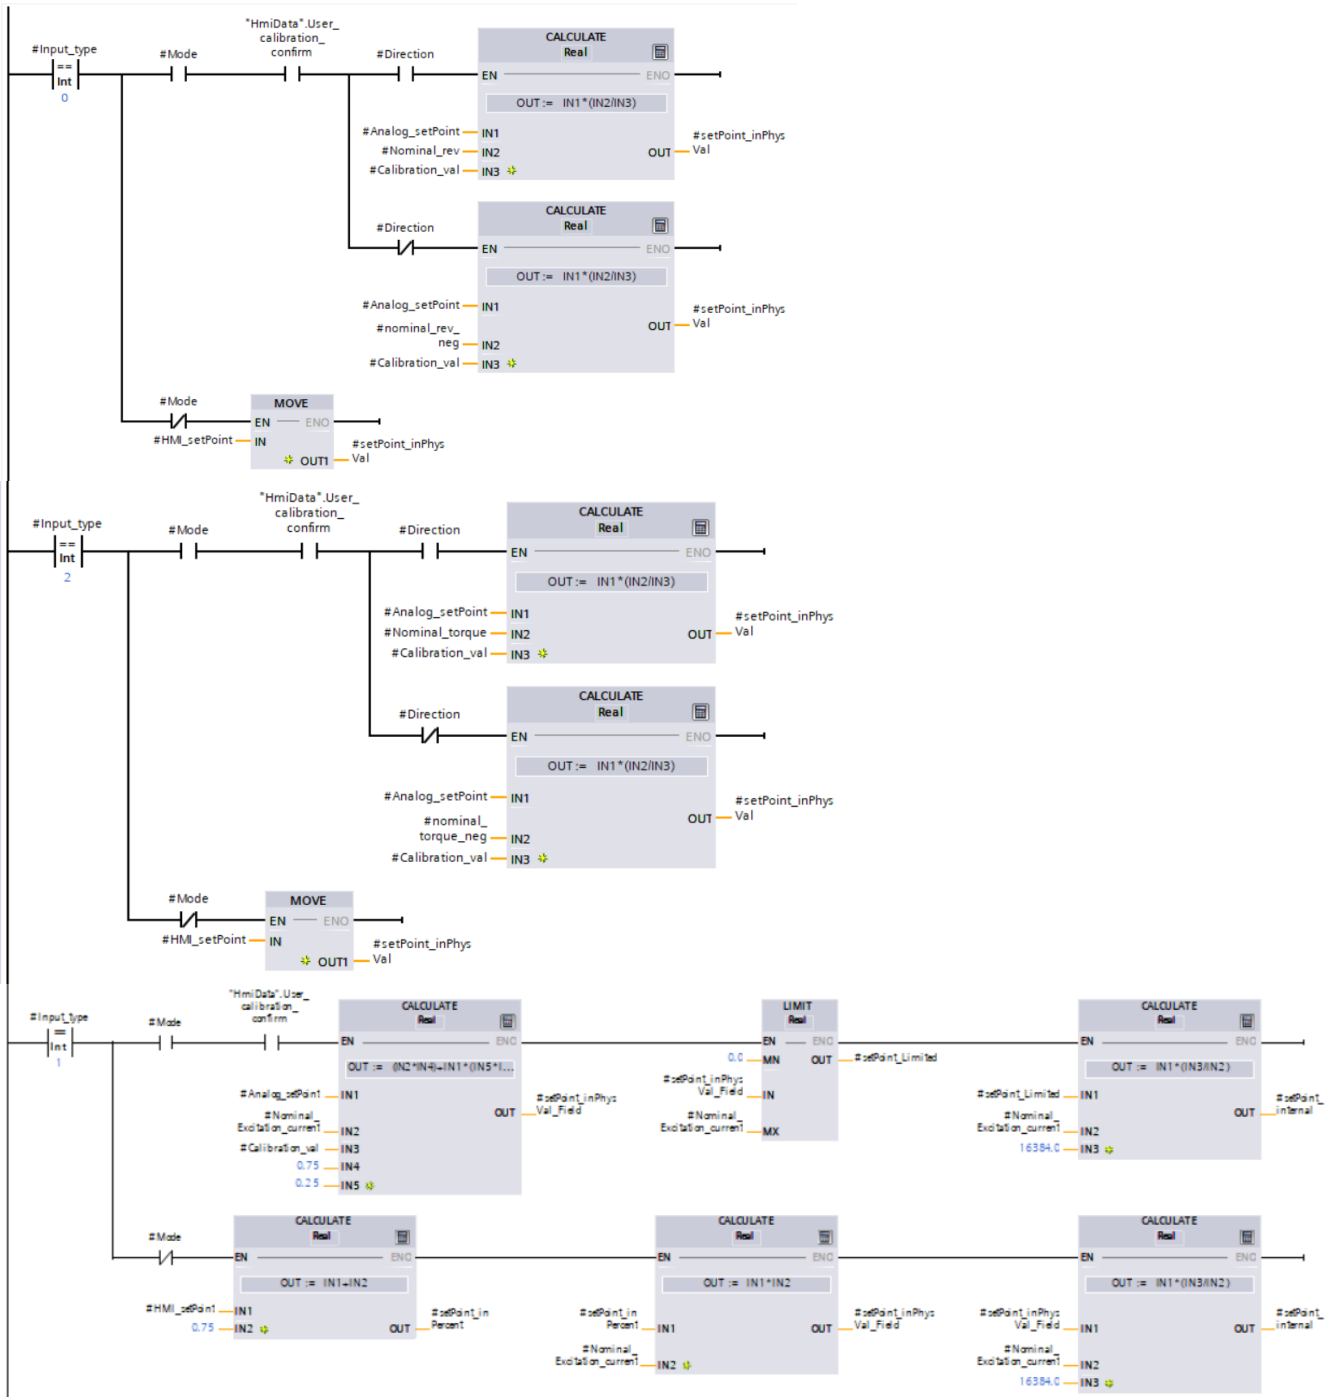 "HmiData".User_
calibration_
confirm
#Input_type
#Mode
#Direction
==
Int
0
CALCULATE
Real
EN
ENO
OUT := IN1*(IN2/IN3)
#Analog_setPoint
IN1
#Nominal_rev
IN2
#Calibration_val
IN3
OUT
#setPoint_inPhys
Val
#Direction
CALCULATE
Real
EN
ENO
OUT := IN1*(IN2/IN3)
#Analog_setPoint
IN1
#nominal_rev_
neg
IN2
#Calibration_val
IN3
OUT
#setPoint_inPhys
Val
#Mode
MOVE
EN
ENO
#HMI_setPoint
IN
OUT1
#setPoint_inPhys
Val
"HmiData".User_
calibration_
confirm
#Input_type
#Mode
#Direction
==
Int
2
CALCULATE
Real
EN
ENO
OUT := IN1*(IN2/IN3)
#Analog_setPoint
IN1
#Nominal_torque
IN2
#Calibration_val
IN3
OUT
#setPoint_inPhys
Val
#Direction
CALCULATE
Real
EN
ENO
OUT := IN1*(IN2/IN3)
#Analog_setPoint
IN1
#nominal_
torque_neg
IN2
#Calibration_val
IN3
OUT
#setPoint_inPhys
Val
#Mode
MOVE
EN
ENO
#HMI_setPoint
IN
OUT1
#setPoint_inPhys
Val
"HmiData".User_
calibration_
confirm
#Input_type
#Mode
==
Int
1
CALCULATE
Real
EN
ENO
OUT := (IN2*IN4)+IN1*(IN5*I...
#Analog_setPoint
IN1
#Nominal_
Excitation_current
IN2
#Calibration_val
IN3
0.75
IN4
0.25
IN5
OUT
#setPoint_inPhys
Val_Field
LIMIT
Real
EN
ENO
0.0
MN
OUT
#setPoint_Limited
#setPoint_inPhys
Val_Field
IN
#Nominal_
Excitation_current
MX
CALCULATE
Real
EN
ENO
OUT := IN1*(IN3/IN2)
#setPoint_Limited
IN1
#Nominal_
Excitation_current
IN2
16384.0
IN3
OUT
#setPoint_
internal
#Mode
CALCULATE
Real
EN
ENO
OUT := IN1+IN2
#HMI_setPoint
IN1
0.75
IN2
OUT
#setPoint_in
Percent
CALCULATE
Real
EN
ENO
OUT := IN1*IN2
#setPoint_in
Percent
IN1
#Nominal_
Excitation_current
IN2
OUT
#setPoint_inPhys
Val_Field
CALCULATE
Real
EN
ENO
OUT := IN1*(IN3/IN2)
#setPoint_inPhys
Val_Field
IN1
#Nominal_
Excitation_current
IN2
16384.0
IN3
OUT
#setPoint_
internal